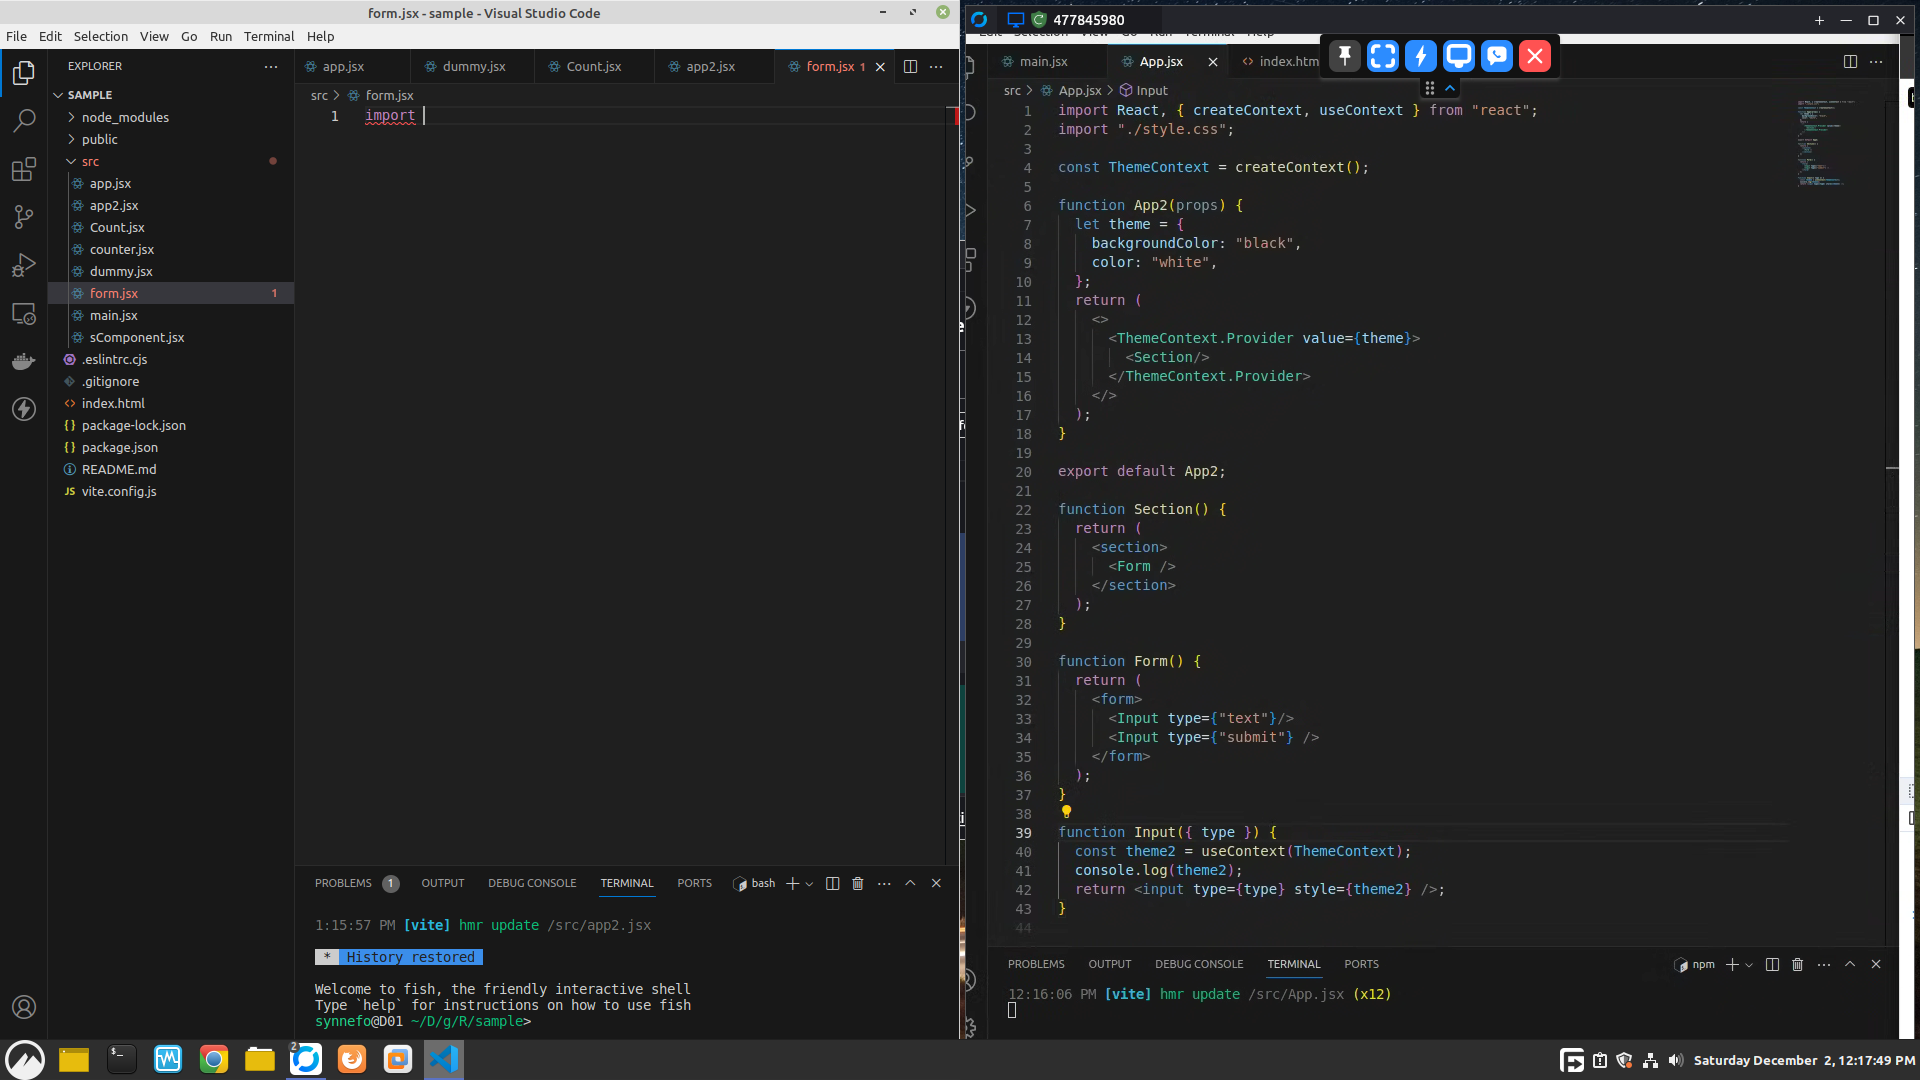 form.jsx - sample - Visual Studio Code
File Edit Selection View Go Run Terminal Help
EXPLORER
SAMPLE
node_modules
public
src
app.jsx
app2.jsx
Count.jsx
counter.jsx
dummy.jsx
form.jsx 1
main.jsx
sComponent.jsx
.eslintrc.cjs
.gitignore
index.html
package-lock.json
package.json
README.md
JS vite.config.js
app.jsx dummy.jsx Count.jsx app2.jsx form.jsx 1
src > form.jsx
1 import
PROBLEMS 1 OUTPUT DEBUG CONSOLE TERMINAL PORTS bash
1:15:57 PM [vite] hmr update /src/app2.jsx
* History restored
Welcome to fish, the friendly interactive shell
Type `help` for instructions on how to use fish
synnefo@D01 ~/D/g/R/sample>
477845980
main.jsx App.jsx index.htm
src > App.jsx > Input
1 import React, { createContext, useContext } from "react";
2 import "./style.css";
3
4 const ThemeContext = createContext();
5
6 function App2(props) {
7 let theme = {
8 backgroundColor: "black",
9 color: "white",
10 };
11 return (
12 <>
13 <ThemeContext.Provider value={theme}>
14 <Section/>
15 </ThemeContext.Provider>
16 </>
17 );
18 }
19
20 export default App2;
21
22 function Section() {
23 return (
24 <section>
25 <Form />
26 </section>
27 );
28 }
29
30 function Form() {
31 return (
32 <form>
33 <Input type={"text"}/>
34 <Input type={"submit"} />
35 </form>
36 );
37 }
38
39 function Input({ type }) {
40 const theme2 = useContext(ThemeContext);
41 console.log(theme2);
42 return <input type={type} style={theme2} />;
43 }
44
PROBLEMS OUTPUT DEBUG CONSOLE TERMINAL PORTS npm
12:16:06 PM [vite] hmr update /src/App.jsx (x12)
2
Saturday December 2, 12:17:49 PM